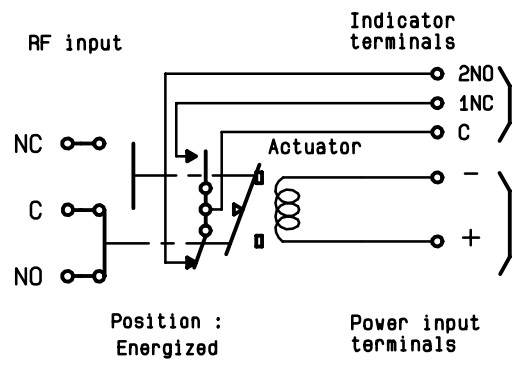 Indicator
terminals
RF input
2NO
1NC
C
Actuator
NC
C
NO
−
+
Position :
Energized
Power input
terminals